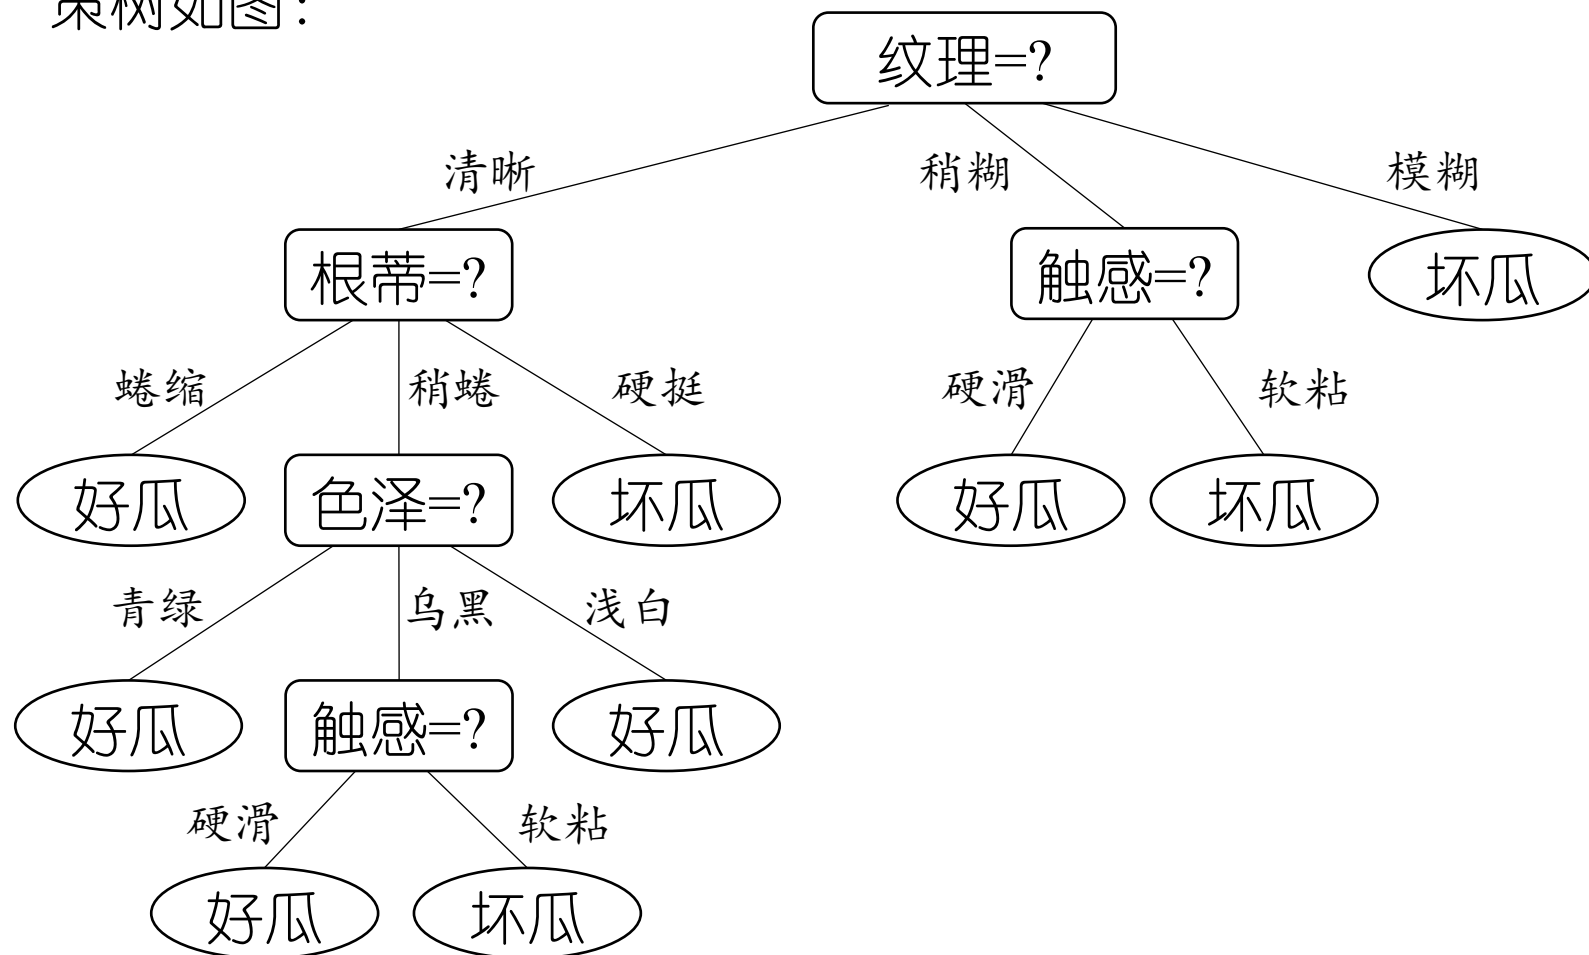 策树如图：
纹理=?
清晰 稍糊 模糊
根蒂=? 触感=? 坏瓜
蜷缩 稍蜷 硬挺 硬滑 软粘
好瓜 色泽=? 坏瓜 好瓜 坏瓜
青绿 乌黑 浅白
好瓜 触感=? 好瓜
硬滑 软粘
好瓜 坏瓜